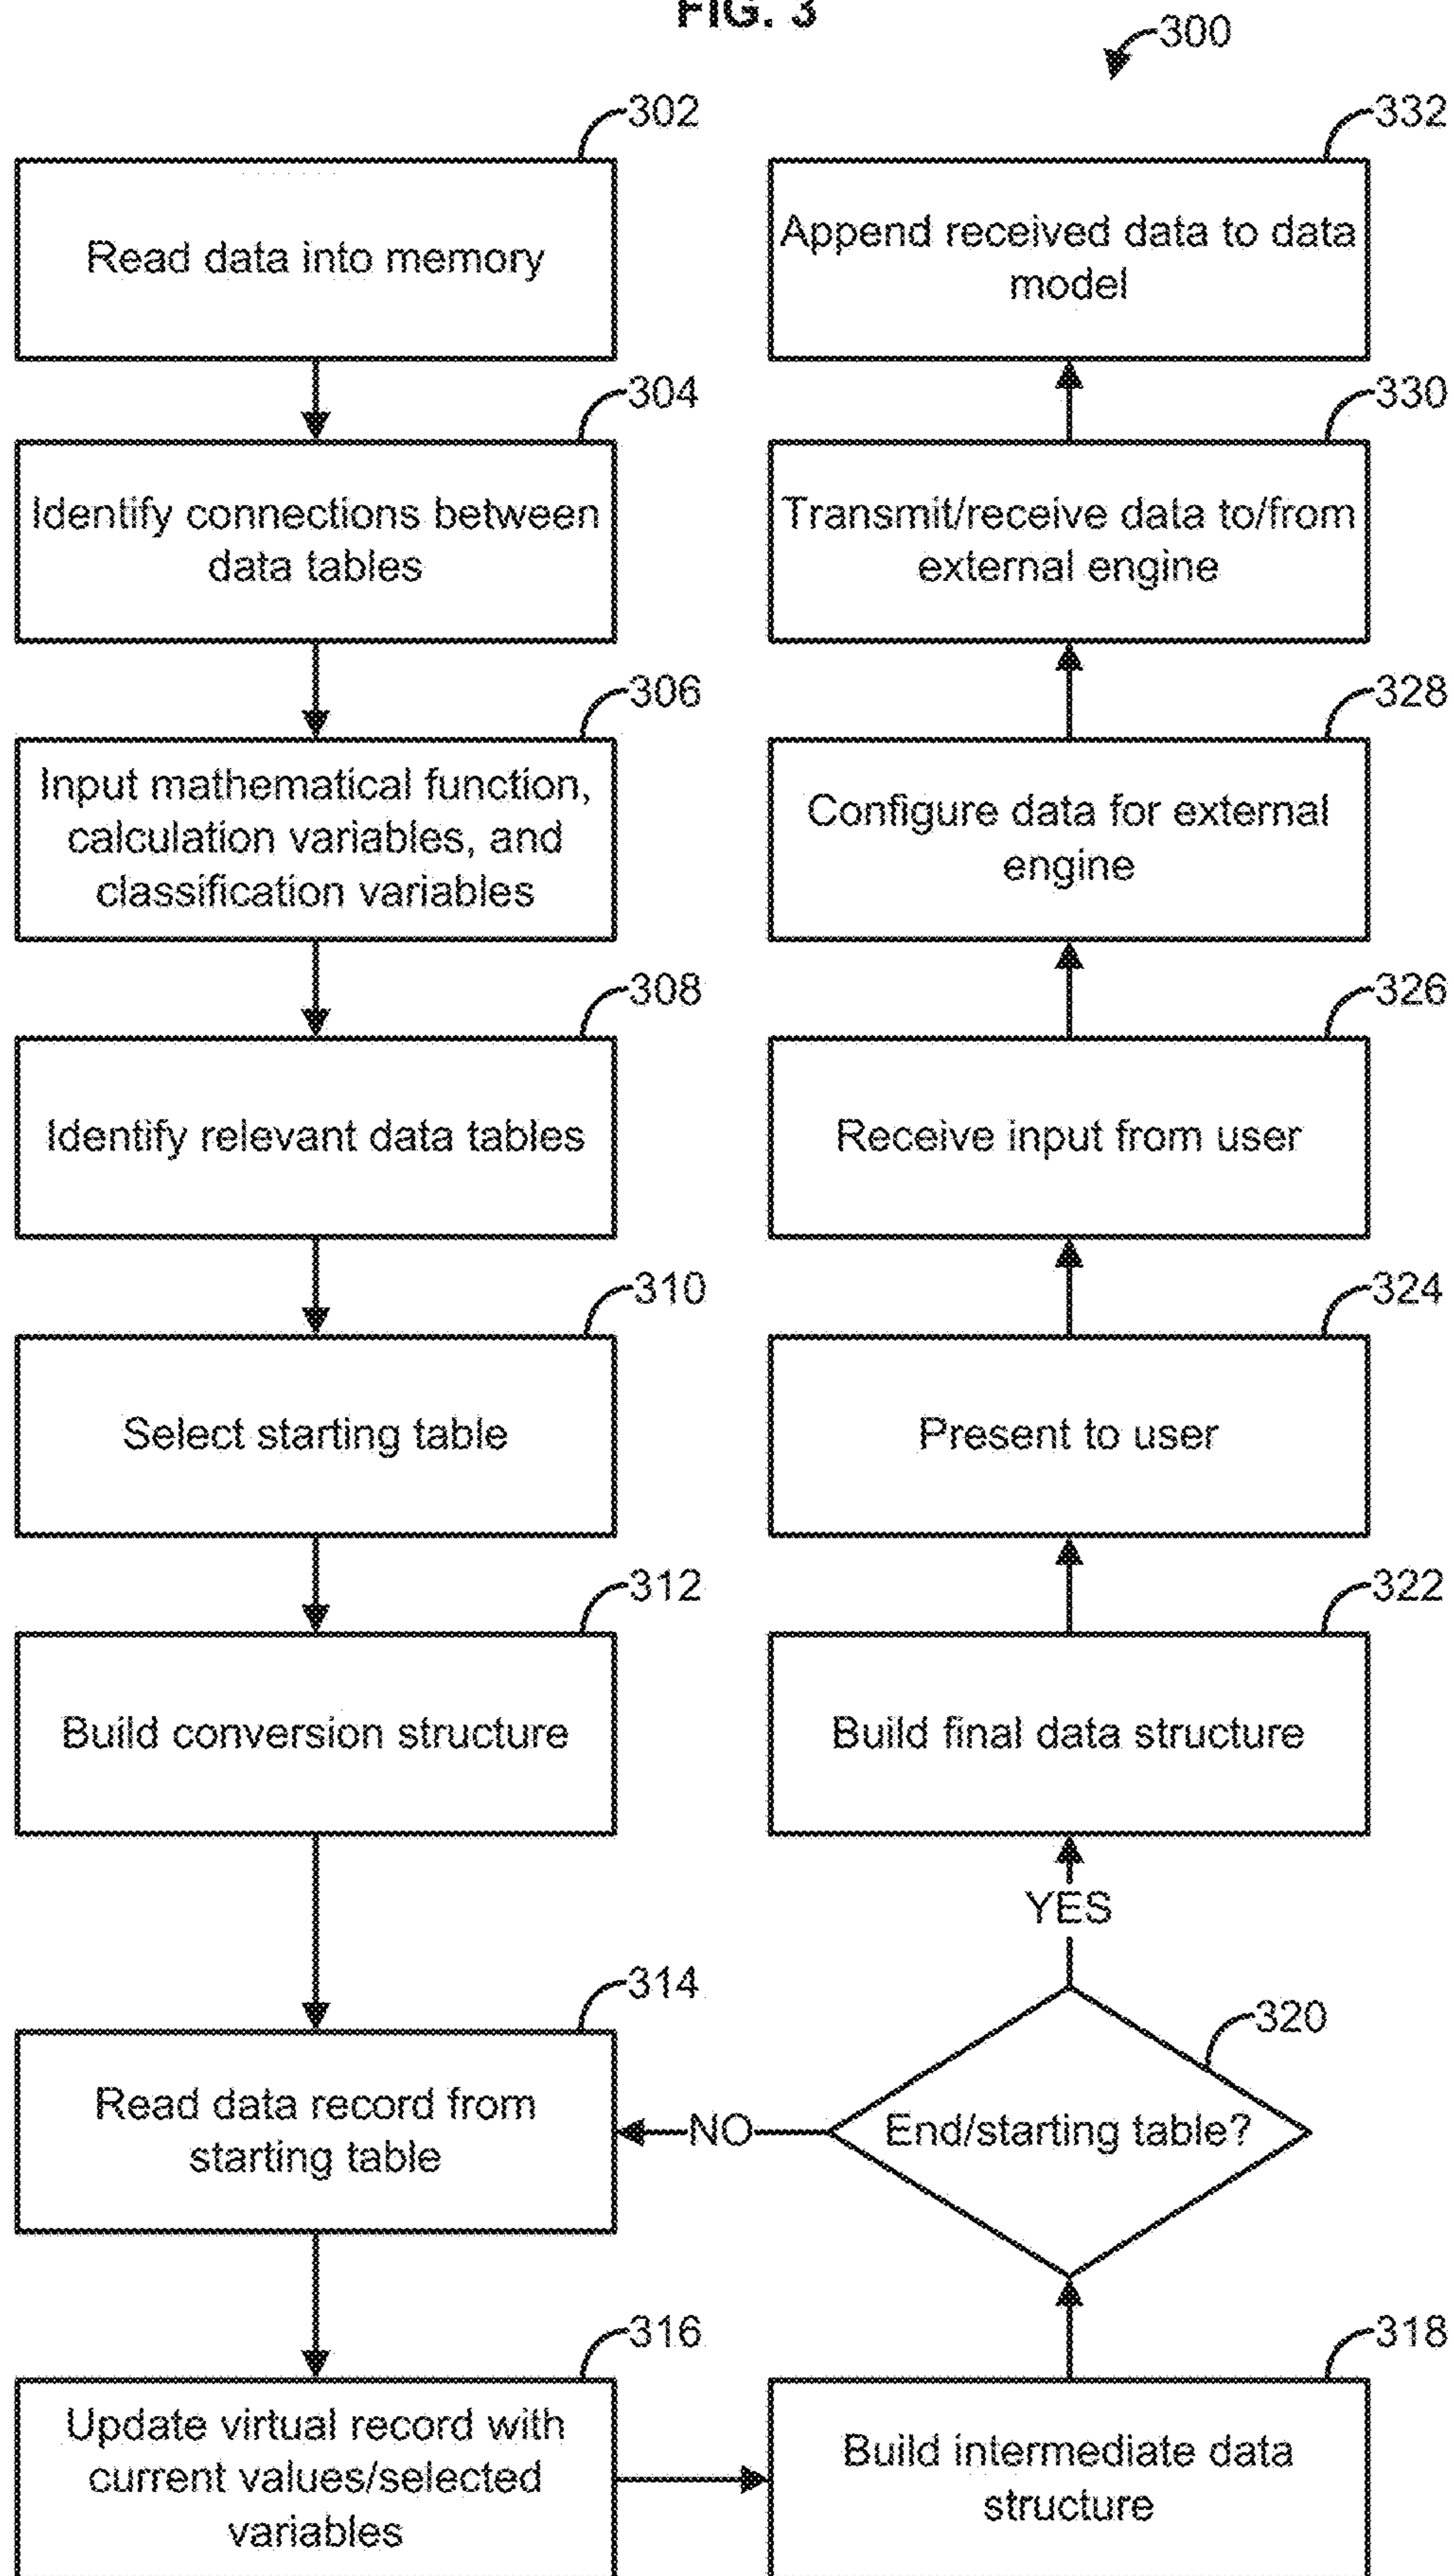 FIG. 3
300
302
Read data into memory
304
Identify connections between
data tables
306
Input mathematical function,
calculation variables, and
classification variables
308
Identify relevant data tables
310
Select starting table
312
Build conversion structure
314
Read data record from
starting table
316
Update virtual record with
current values/selected
variables
318
Build intermediate data
structure
320
End/starting table?
NO
YES
322
Build final data structure
324
Present to user
326
Receive input from user
328
Configure data for external
engine
330
Transmit/receive data to/from
external engine
332
Append received data to data
model